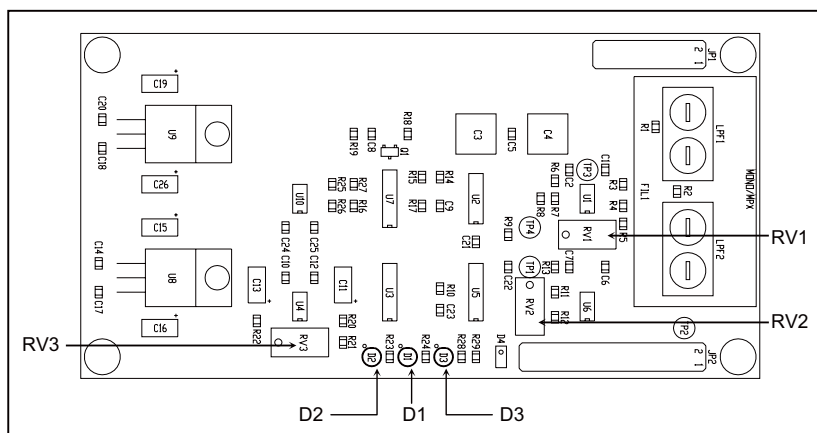 C19
C20
U9
C18
C26
C15
C14
U8
C17
C16
R18
R19
C8
Q1
C3
C5
C4
JP1
2
1
R1
LPF1
MONO/MPX
FIL1
R2
LPF2
R25
R27
R26
R16
U10
C24
C25
C10
C12
C13
C11
U4
R22
RV3
R20
R21
R15
R14
U7
R17
C9
U2
C21
U3
R10
C23
U5
R6
C2
TP3
C1
R3
R8
R7
U1
R4
R9
TP4
RV1
R5
TP1
R13
C7
C6
C22
RV2
R11
R12
U6
TP2
D2
R23
D1
R24
D3
R28
R29
D4
JP2
2
1
RV1
RV2
RV3
D2
D1
D3